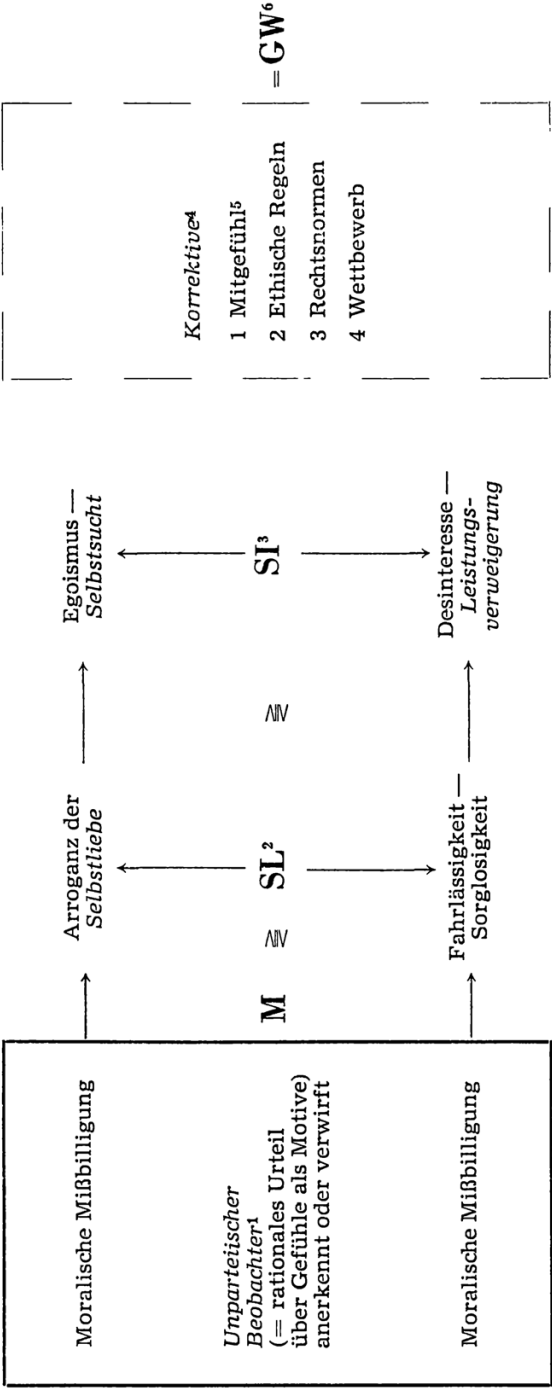 Moralische Mißbilligung
Unparteiischer
Beobachter¹
(= rationales Urteil
über Gefühle als Motive)
anerkennt oder verwirft
Moralische Mißbilligung
Arroganz der
Selbstliebe
M ≧ SL² ≧ SI³
Fahrlässigkeit —
Sorglosigkeit
Egoismus —
Selbstsucht
Desinteresse —
Leistungs-
verweigerung
Korrektive⁴
1 Mitgefühl⁵
2 Ethische Regeln
3 Rechtsnormen
4 Wettbewerb
= GW⁶